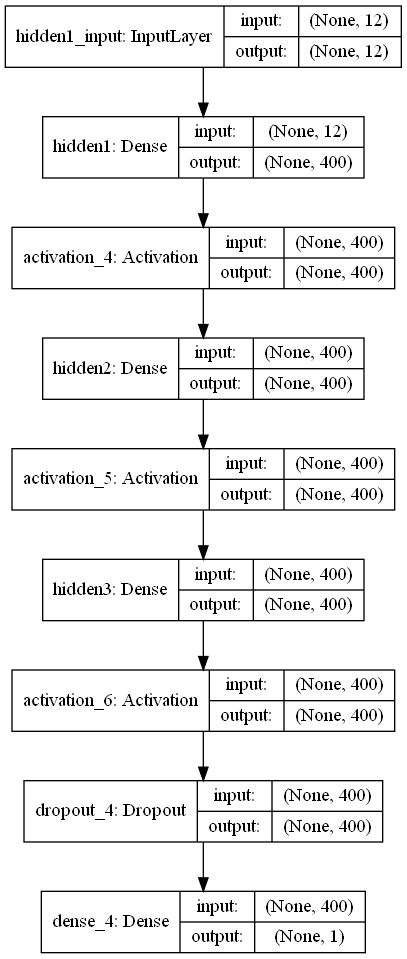 hidden1_input: InputLayer
input: (None, 12)
output: (None, 12)
hidden1: Dense
input: (None, 12)
output: (None, 400)
activation_4: Activation
input: (None, 400)
output: (None, 400)
hidden2: Dense
input: (None, 400)
output: (None, 400)
activation_5: Activation
input: (None, 400)
output: (None, 400)
hidden3: Dense
input: (None, 400)
output: (None, 400)
activation_6: Activation
input: (None, 400)
output: (None, 400)
dropout_4: Dropout
input: (None, 400)
output: (None, 400)
dense_4: Dense
input: (None, 400)
output: (None, 1)